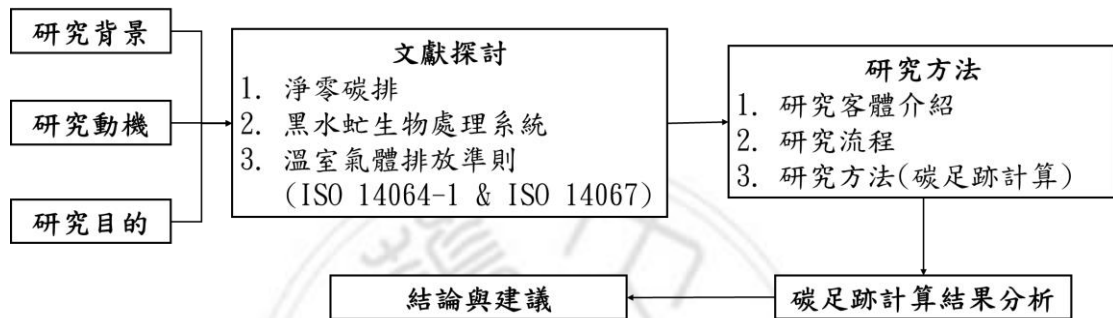 研究背景
研究動機
研究目的
文獻探討
1. 淨零碳排
2. 黑水虻生物處理系統
3. 溫室氣體排放準則
(ISO 14064-1 & ISO 14067)
研究方法
1. 研究客體介紹
2. 研究流程
3. 研究方法(碳足跡計算)
碳足跡計算結果分析
結論與建議